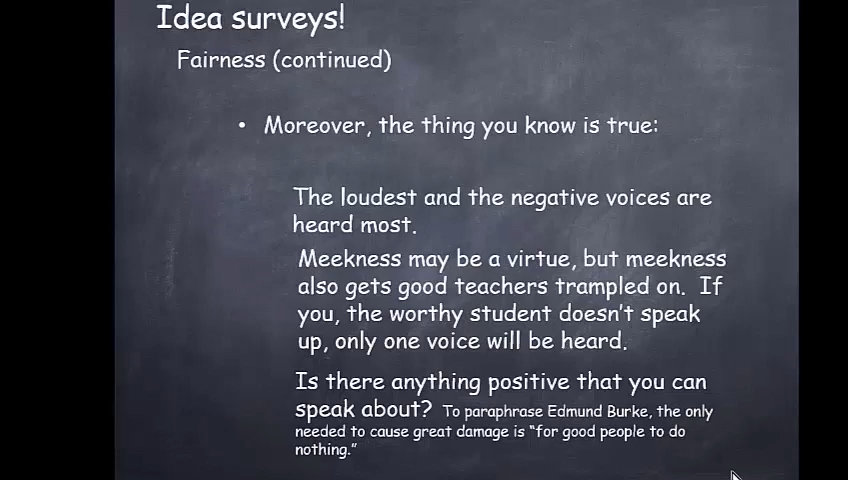 Idea surveys!
Fairness (continued)
• Moreover, the thing you know is true:
The loudest and the negative voices are
heard most.
Meekness may be a virtue, but meekness
also gets good teachers trampled on. If
you, the worthy student doesn't speak
up, only one voice will be heard.
Is there anything positive that you can
speak about? To paraphrase Edmund Burke, the only
needed to cause great damage is "for good people to do
nothing."